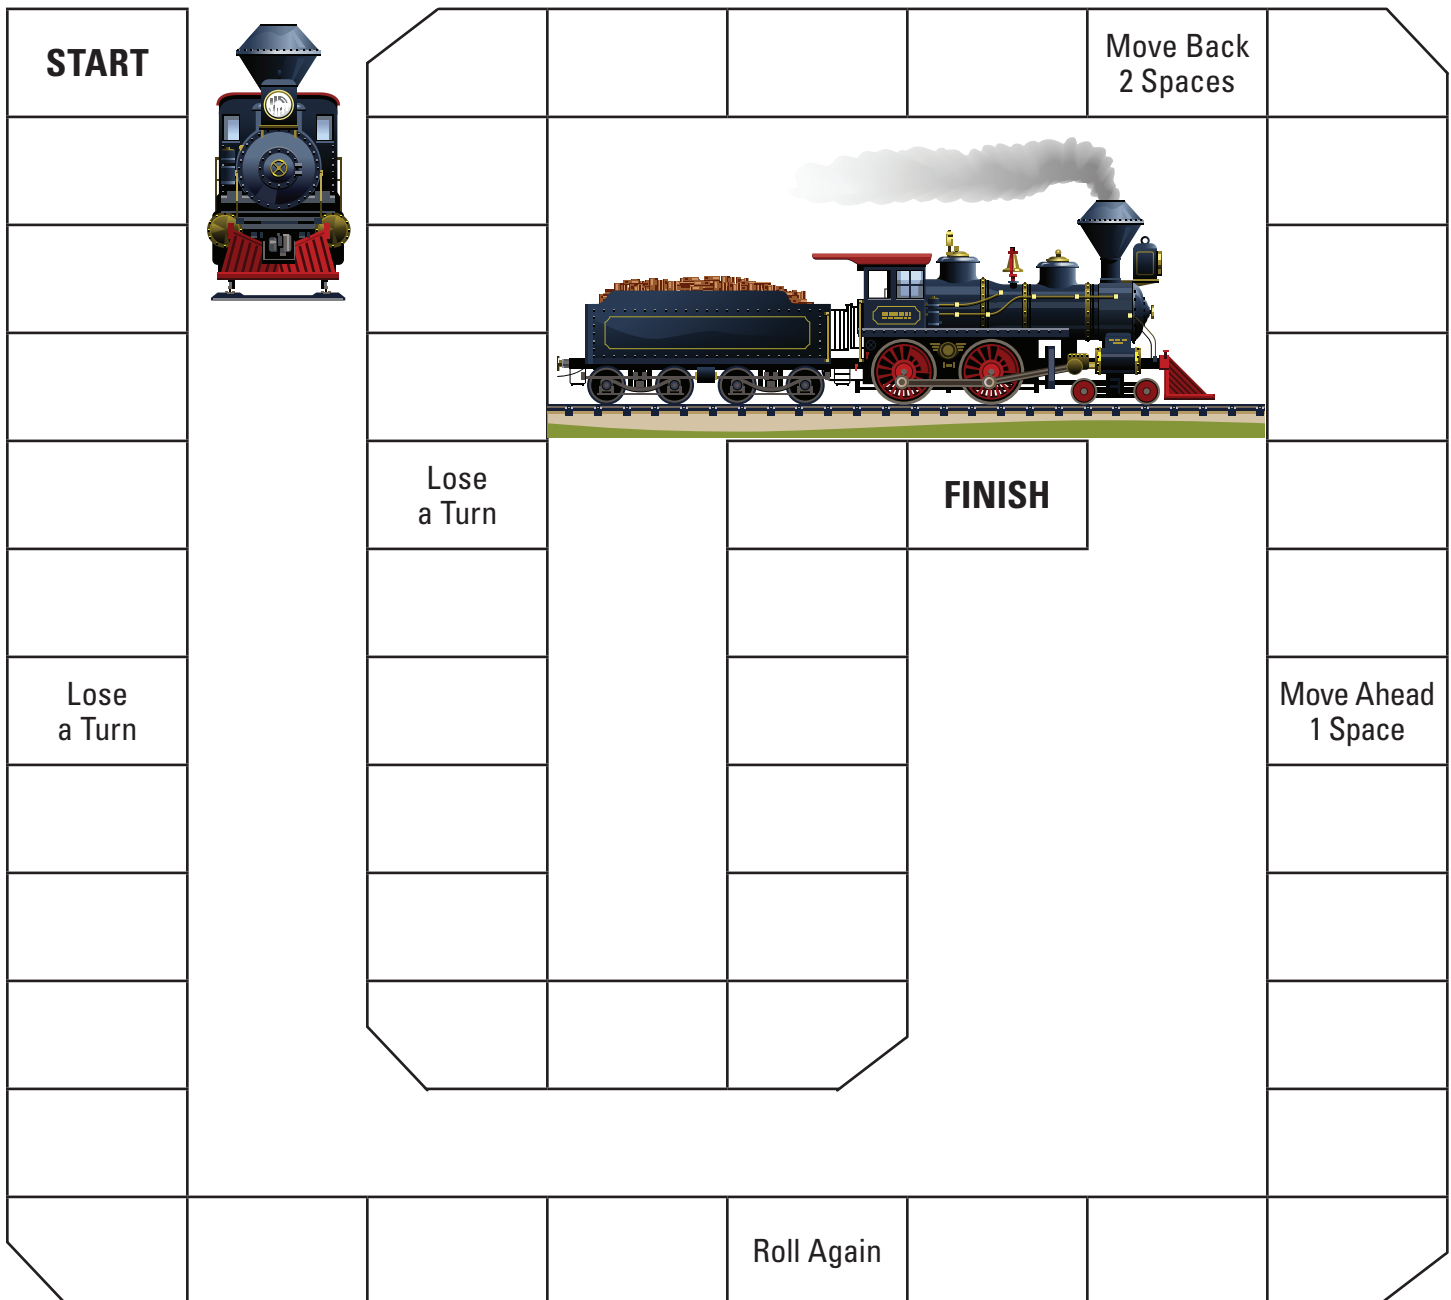 START
Move Back
2 Spaces
Lose
a Turn
FINISH
Lose
a Turn
Move Ahead
1 Space
Roll Again